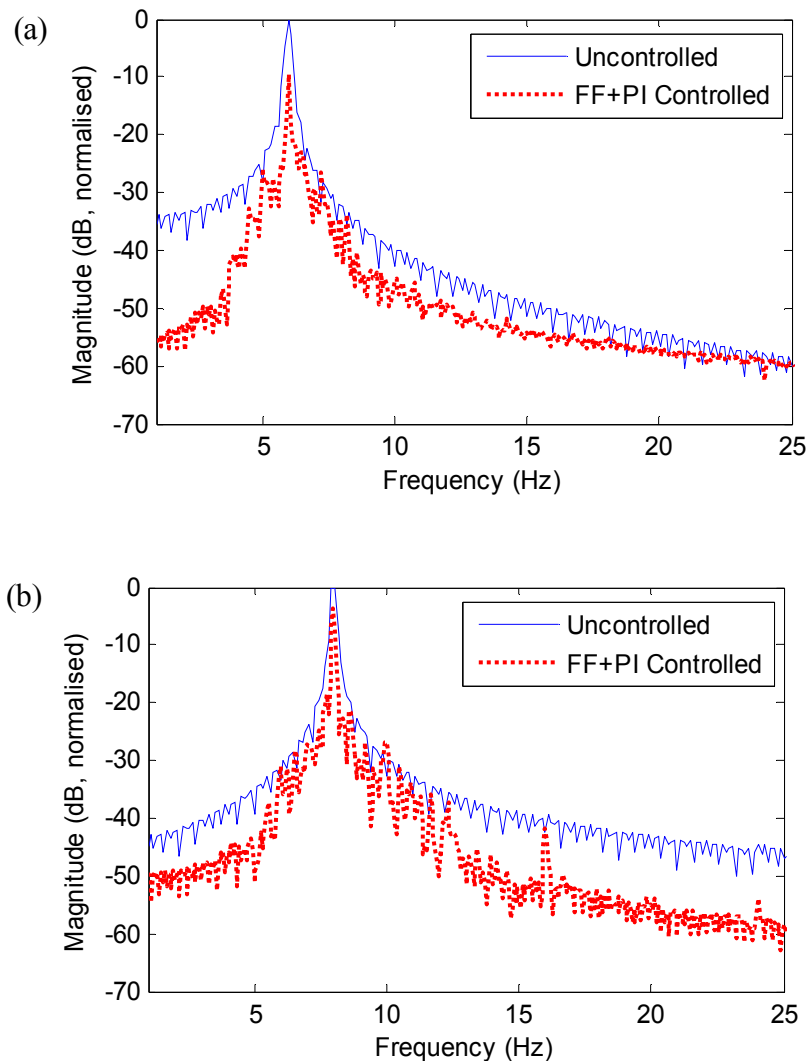 (a)
0
-10
-20
-30
-40
-50
-60
-70
Magnitude (dB, normalised)
Uncontrolled
FF+PI Controlled
5 10 15 20 25
Frequency (Hz)
(b)
0
-10
-20
-30
-40
-50
-60
-70
Magnitude (dB, normalised)
Uncontrolled
FF+PI Controlled
5 10 15 20 25
Frequency (Hz)